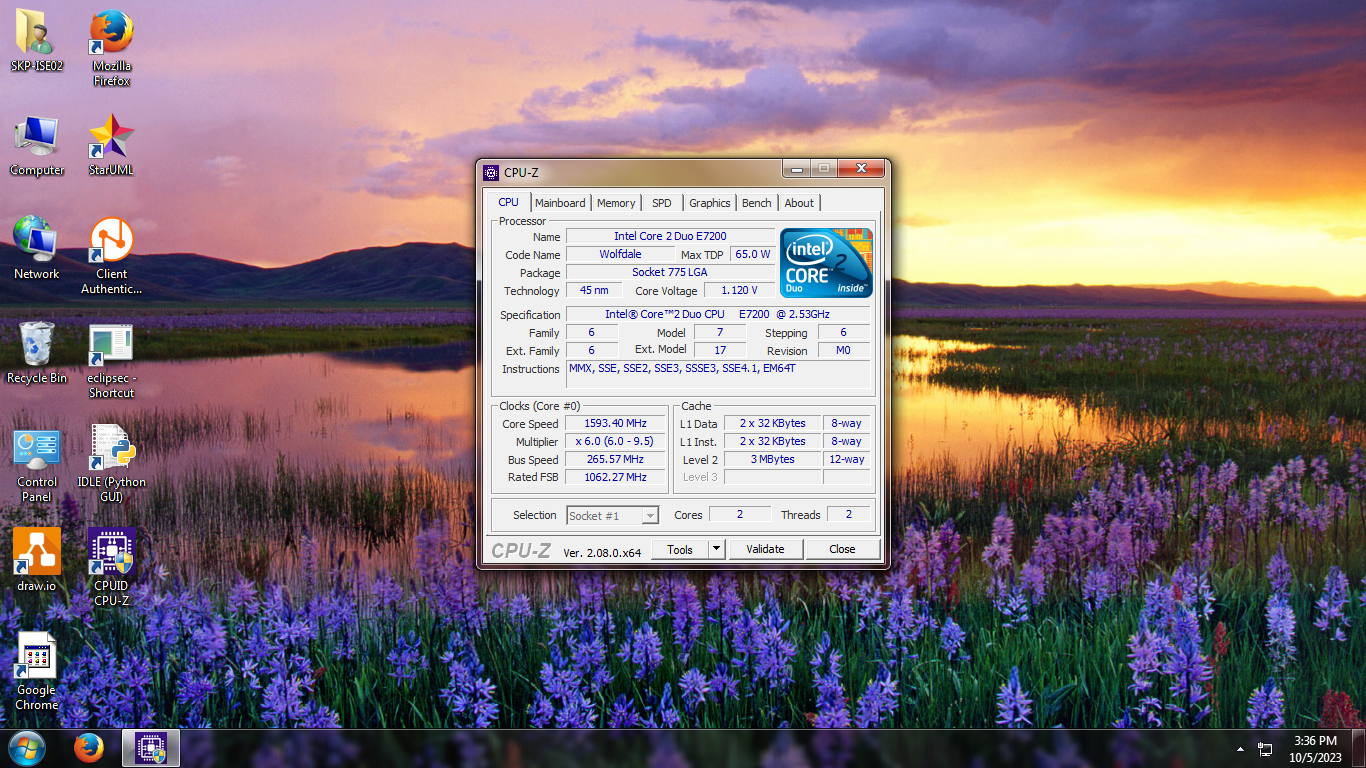 SKP-ISE02
Mozilla
Firefox
Computer
StarUML
Network
Client
Authentic...
Recycle Bin
eclipsec -
Shortcut
Control
Panel
IDLE (Python
GUI)
draw.io
CPUID
CPU-Z
Google
Chrome
CPU-Z
CPU Mainboard Memory SPD Graphics Bench About
Processor
Name Intel Core 2 Duo E7200
Code Name Wolfdale Max TDP 65.0 W
Package Socket 775 LGA
Technology 45 nm Core Voltage 1.120 V
intel
CORE 2
Duo inside™
Specification Intel® Core™2 Duo CPU E7200 @ 2.53GHz
Family 6 Model 7 Stepping 6
Ext. Family 6 Ext. Model 17 Revision M0
Instructions MMX, SSE, SSE2, SSE3, SSSE3, SSE4.1, EM64T
Clocks (Core #0)
Core Speed 1593.40 MHz
Multiplier x 6.0 (6.0 - 9.5)
Bus Speed 265.57 MHz
Rated FSB 1062.27 MHz
Cache
L1 Data 2 x 32 KBytes 8-way
L1 Inst. 2 x 32 KBytes 8-way
Level 2 3 MBytes 12-way
Level 3
Selection Socket #1 Cores 2 Threads 2
CPU-Z Ver. 2.08.0.x64 Tools Validate Close
3:36 PM
10/5/2023